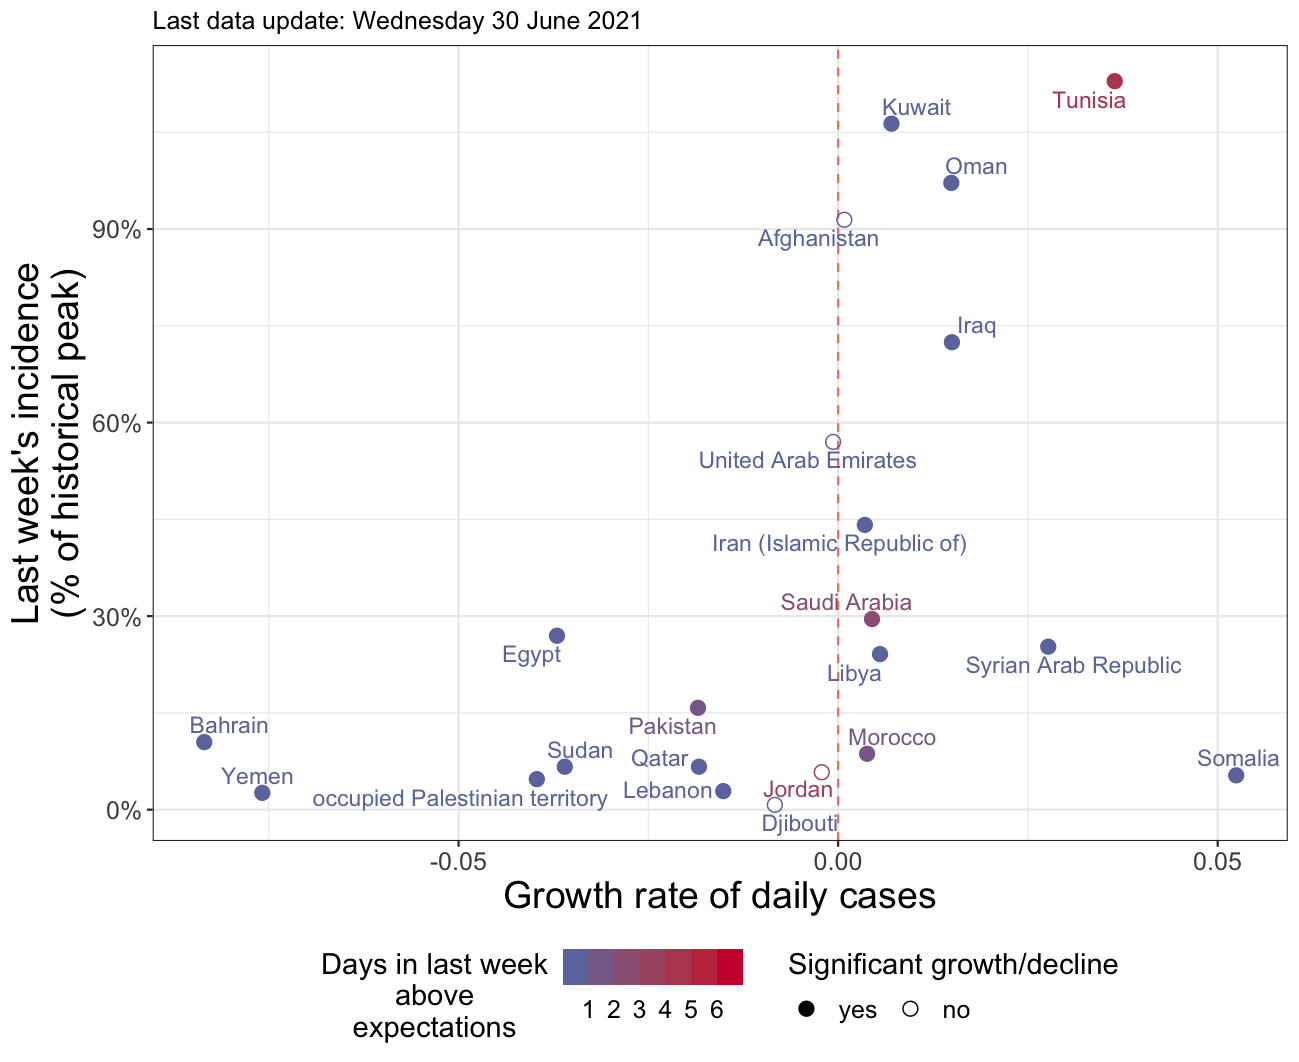 Last data update: Wednesday 30 June 2021
Last week's incidence
(% of historical peak)
90%
60%
30%
0%
Tunisia
Kuwait
Oman
Afghanistan
Iraq
United Arab Emirates
Iran (Islamic Republic of)
Saudi Arabia
Egypt
Libya
Syrian Arab Republic
Pakistan
Bahrain
Morocco
Sudan
Qatar
Somalia
Yemen
Jordan
Lebanon
occupied Palestinian territory
Djibouti
-0.05
0.00
0.05
Growth rate of daily cases
Days in last week
above
expectations
1 2 3 4 5 6
Significant growth/decline
yes no